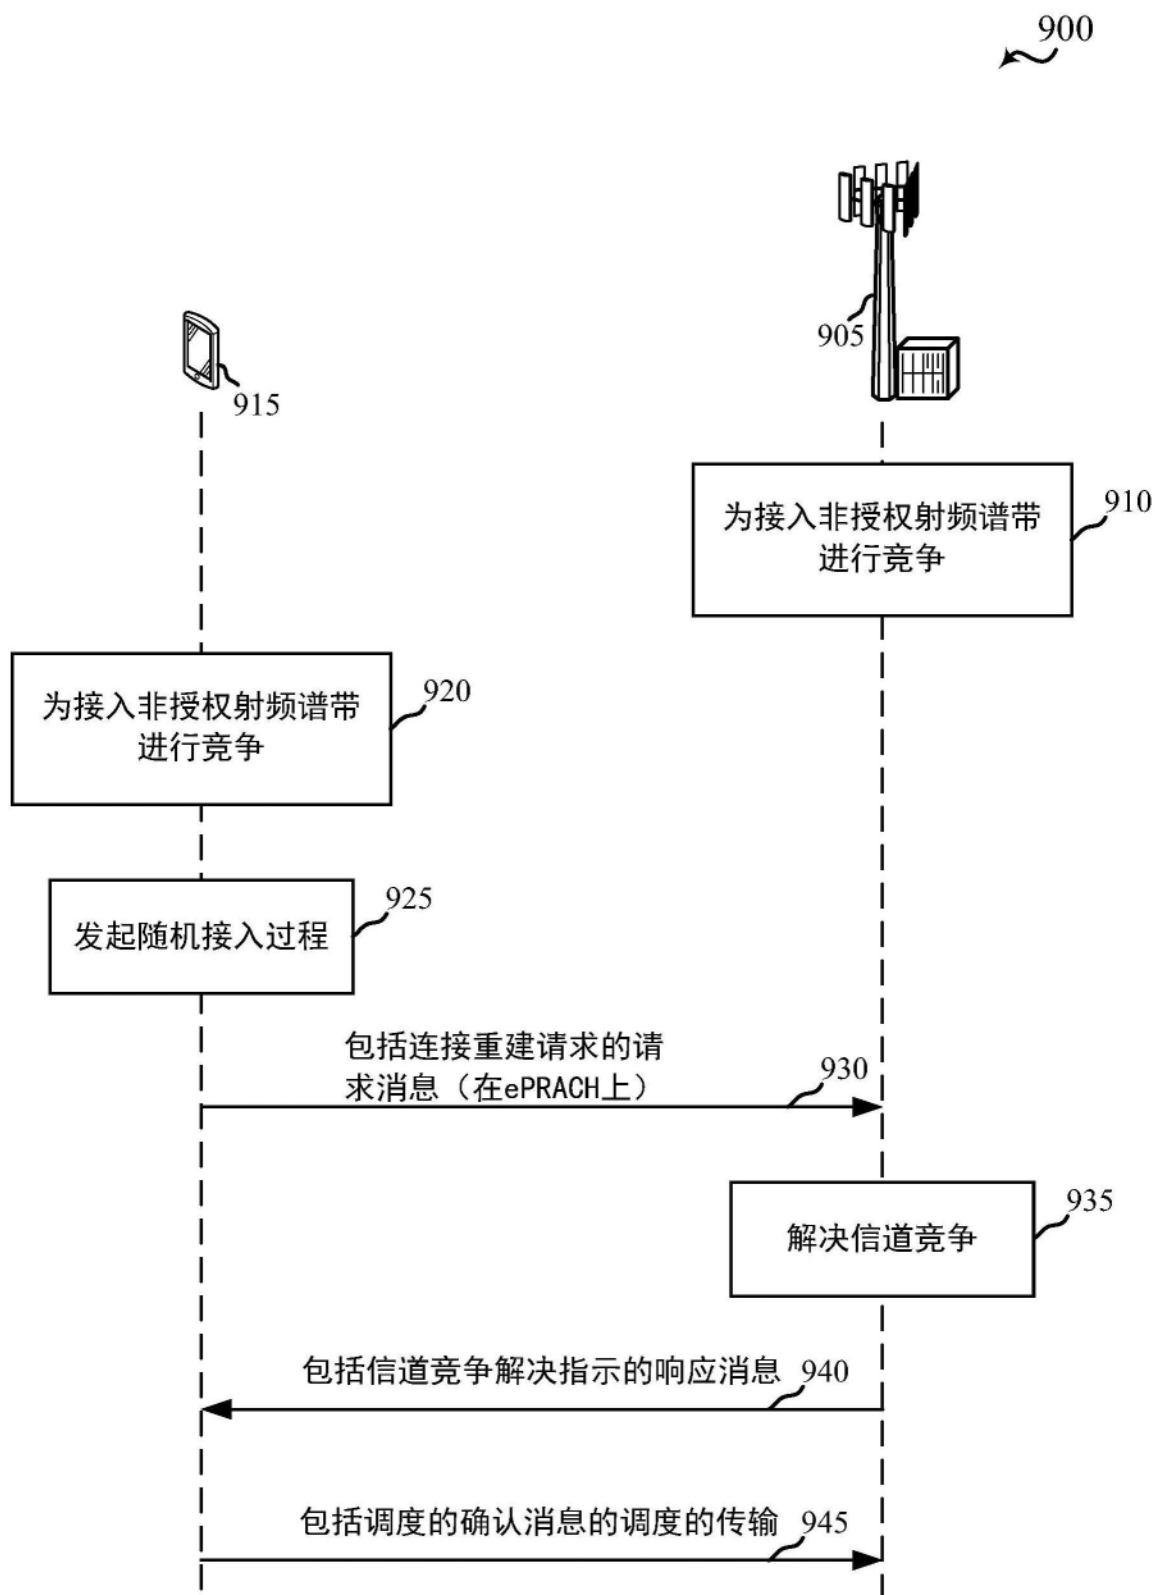 900
905
915
为接入非授权射频谱带
进行竞争
910
为接入非授权射频谱带
进行竞争
920
发起随机接入过程
925
包括连接重建请求的请
求消息（在ePRACH上）
930
解决信道竞争
935
包括信道竞争解决指示的响应消息
940
包括调度的确认消息的调度的传输
945